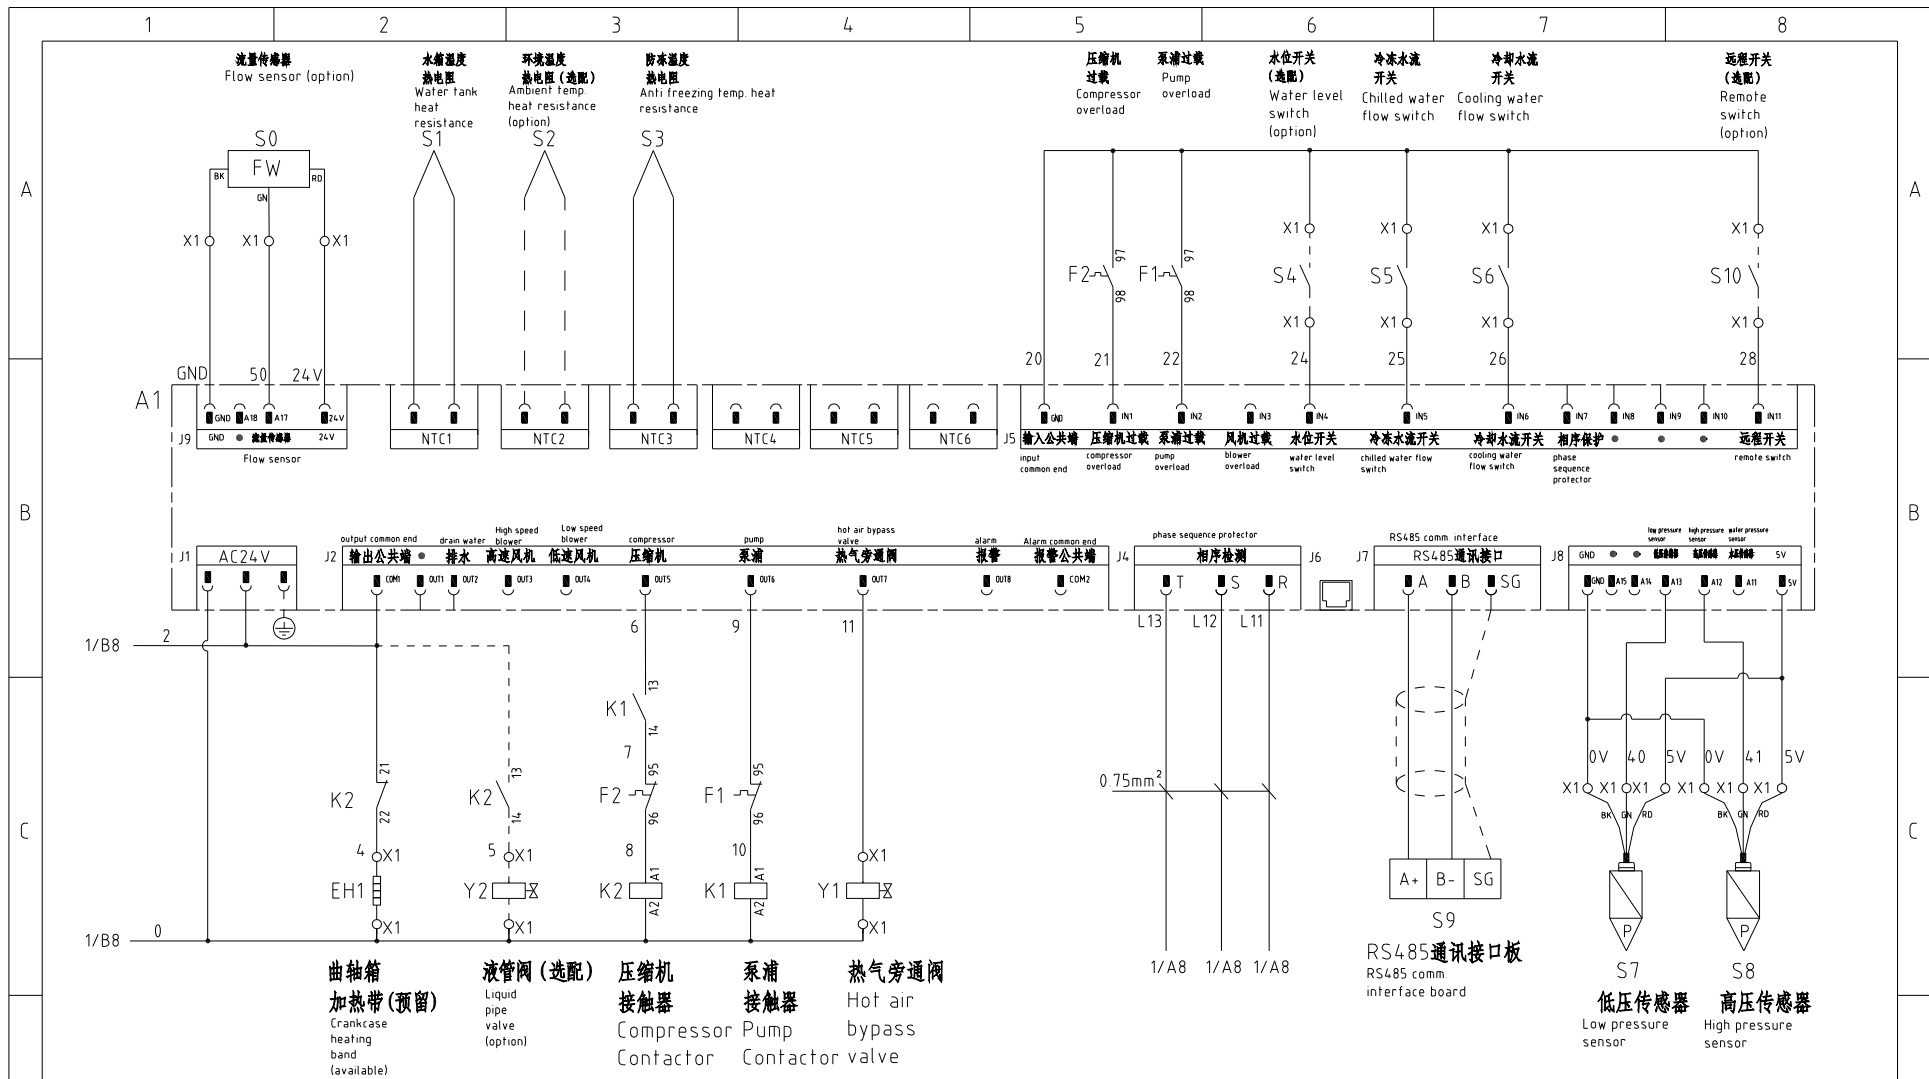 1 2 3 4 5 6 7 8
流量传感器
Flow sensor (option)
水箱温度
热电阻
Water tank
heat
resistance
环境温度
热电阻(选配)
Ambient temp.
heat resistance
(option)
防冻温度
热电阻
Anti freezing temp. heat
resistance
压缩机
过载
Compressor
overload
泵浦过载
Pump
overload
水位开关
(选配)
Water level
switch
(option)
冷冻水流
开关
Chilled water
flow switch
冷却水流
开关
Cooling water
flow switch
远程开关
(选配)
Remote
switch
(option)
S0 S1 S2 S3
FW
BK GN RD
A A
X1 X1 X1
X1 X1 X1 X1
F2 97 98 F1 97 98 S4 S5 S6 S10
X1 X1 X1 X1
20 21 22 24 25 26 28
GND 50 24V
A1
GND A18 A17 24V
J9 GND 流量传感器 24V
Flow sensor
NTC1 NTC2 NTC3 NTC4 NTC5 NTC6
J5
GND IN1 IN2 IN3 IN4 IN5 IN6 IN7 IN8 IN9 IN10 IN11
输入公共端 压缩机过载 泵浦过载 风机过载 水位开关 冷冻水流开关 冷却水流开关 相序保护 远程开关
input
common end
compressor
overload
pump
overload
blower
overload
water level
switch
chilled water flow
switch
cooling water
flow switch
phase
sequence
protector
remote switch
B B
J1 AC24V
J2
output common end
输出公共端
drain water
排水
High speed
blower
高速风机
Low speed
blower
低速风机
compressor
压缩机
pump
泵浦
hot air bypass
valve
热气旁通阀
alarm
报警
Alarm common end
报警公共端
COM1 OUT1 OUT2 OUT3 OUT4 OUT5 OUT6 OUT7 OUT8 COM2
J4
phase sequence protector
相序检测
T S R
J6
J7
RS485 comm. interface
RS485通讯接口
A B SG
J8
low pressure
sensor
high pressure
sensor
water pressure
sensor
GND 低压传感器 高压传感器 水压传感器 5V
GND A15 A14 A13 A12 A11 5V
6 9 11
L13 L12 L11
1/B8 2
K1 13 14
7
K2 21 22
K2 13 14
F2 95 96
F1 95 96
0.75mm²
0V 40 5V 0V 41 5V
X1 X1 X1 X1 X1 X1
BK GN RD BK GN RD
C C
4 X1 5 X1 8 10 X1
EH1 Y2 K2 A1 A2 K1 A1 A2 Y1
X1 X1 X1
A+ B- SG
S9
P P
1/B8 0
1/A8 1/A8 1/A8
RS485通讯接口板
RS485 comm.
interface board
S7
低压传感器
Low pressure
sensor
S8
高压传感器
High pressure
sensor
曲轴箱
加热带(预留)
Crankcase
heating
band
(available)
液管阀(选配)
Liquid
pipe
valve
(option)
压缩机
接触器
Compressor
Contactor
泵浦
接触器
Pump
Contactor
热气旁通阀
Hot air
bypass
valve